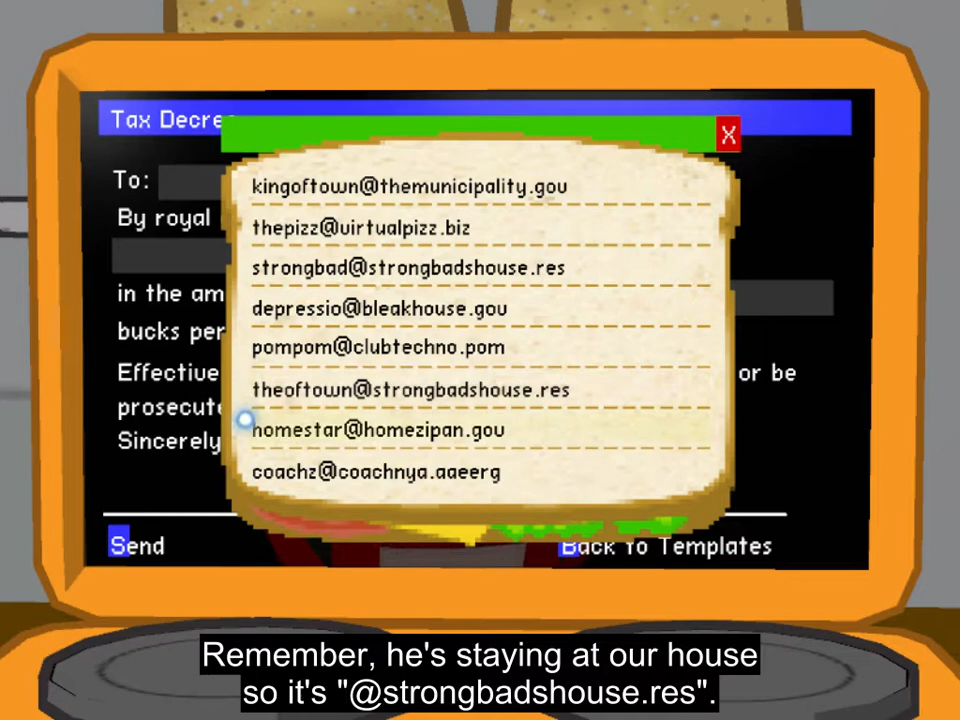 Tax Decree
X
To:
By royal
in the am
bucks per
Effective
or be
prosecute
Sincerely
kingoftown@themunicipality.gov
thepizz@virtualpizz.biz
strongbad@strongbadshouse.res
depressio@bleakhouse.gov
pompom@clubtechno.pom
theoftown@strongbadshouse.res
homestar@homezipan.gov
coachz@coachnya.aaeerg
Send
Back to Templates
Remember, he's staying at our house
so it's "@strongbadshouse.res".